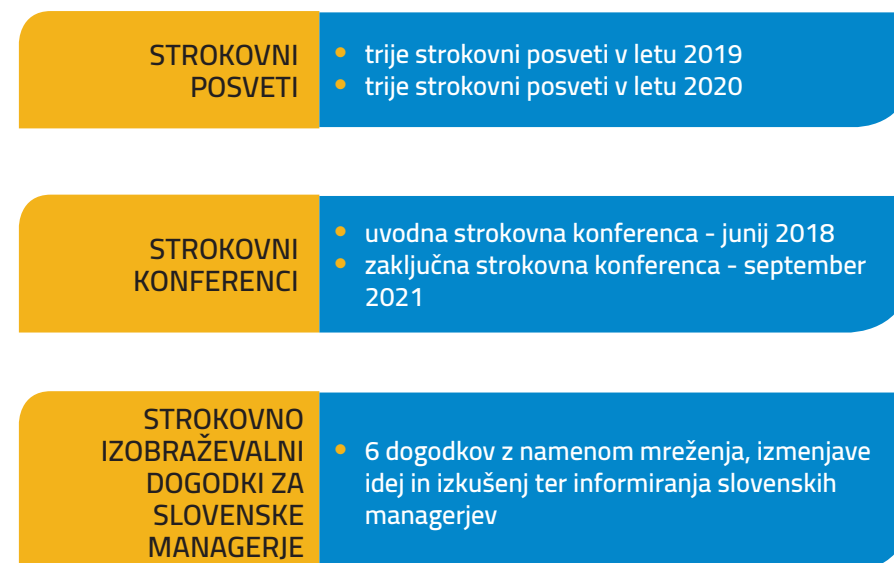 STROKOVNI
POSVETI
• trije strokovni posveti v letu 2019
• trije strokovni posveti v letu 2020
STROKOVNI
KONFERENCI
• uvodna strokovna konferenca - junij 2018
• zaključna strokovna konferenca - september
2021
STROKOVNO
IZOBRAŽEVALNI
DOGODKI ZA
SLOVENSKE
MANAGERJE
• 6 dogodkov z namenom mreženja, izmenjave
idej in izkušenj ter informiranja slovenskih
managerjev